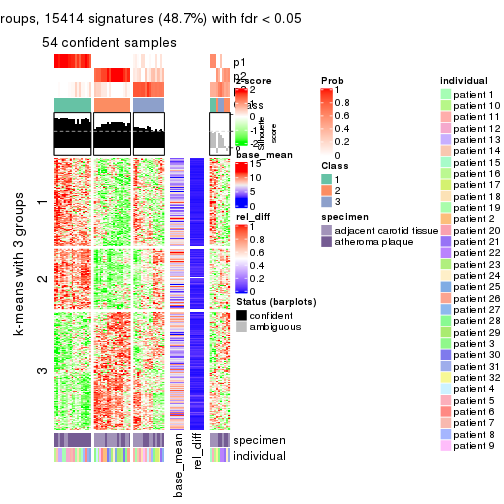 roups, 15414 signatures (48.7%) with fdr < 0.05
54 confident samples
p1
p2
p3
Class
silhouette
score
k-means with 3 groups
1
2
3
specimen
individual
base_mean
rel_diff
z-score
2
1
0
-1
-2
base_mean
15
10
5
0
rel_diff
1
0.8
0.6
0.4
0.2
0
Status (barplots)
confident
ambiguous
Prob
1
0.8
0.6
0.4
0.2
0
Class
1
2
3
specimen
adjacent carotid tissue
atheroma plaque
individual
patient 1
patient 10
patient 11
patient 12
patient 13
patient 14
patient 15
patient 16
patient 17
patient 18
patient 19
patient 2
patient 20
patient 21
patient 22
patient 23
patient 24
patient 25
patient 26
patient 27
patient 28
patient 29
patient 3
patient 30
patient 31
patient 32
patient 4
patient 5
patient 6
patient 7
patient 8
patient 9